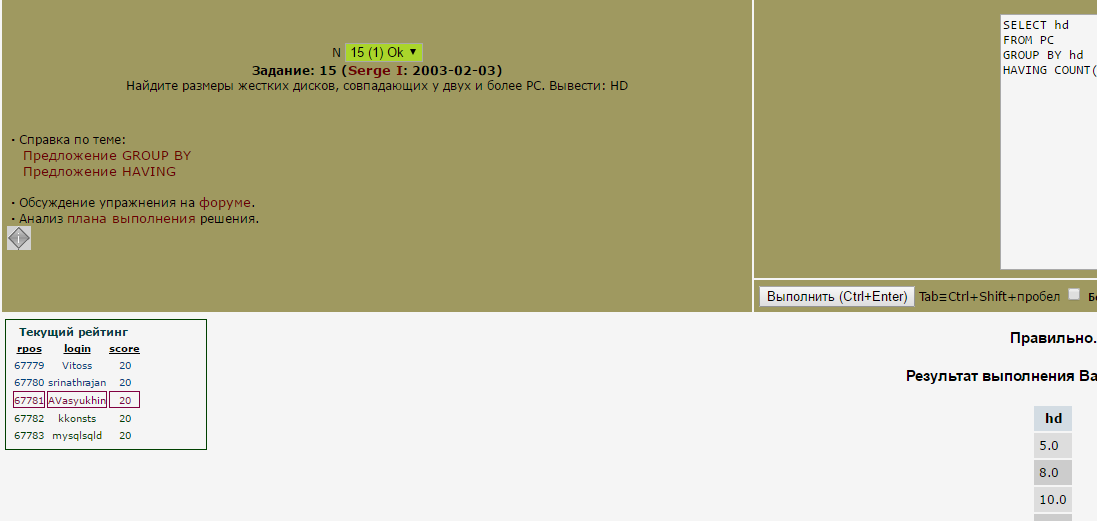 N 15 (1) Ok
Задание: 15 (Serge I: 2003-02-03)
Найдите размеры жестких дисков, совпадающих у двух и более PC. Вывести: HD
· Справка по теме:
Предложение GROUP BY
Предложение HAVING
· Обсуждение упражнения на форуме.
· Анализ плана выполнения решения.
SELECT hd
FROM PC
GROUP BY hd
HAVING COUNT(
Выполнить (Ctrl+Enter) Tab≡Ctrl+Shift+пробел Бе
Текущий рейтинг
rpos login score
67779 Vitoss 20
67780 srinathrajan 20
67781 AVasyukhin 20
67782 kkonsts 20
67783 mysqlsqld 20
Правильно.
Результат выполнения Ва
hd
5.0
8.0
10.0